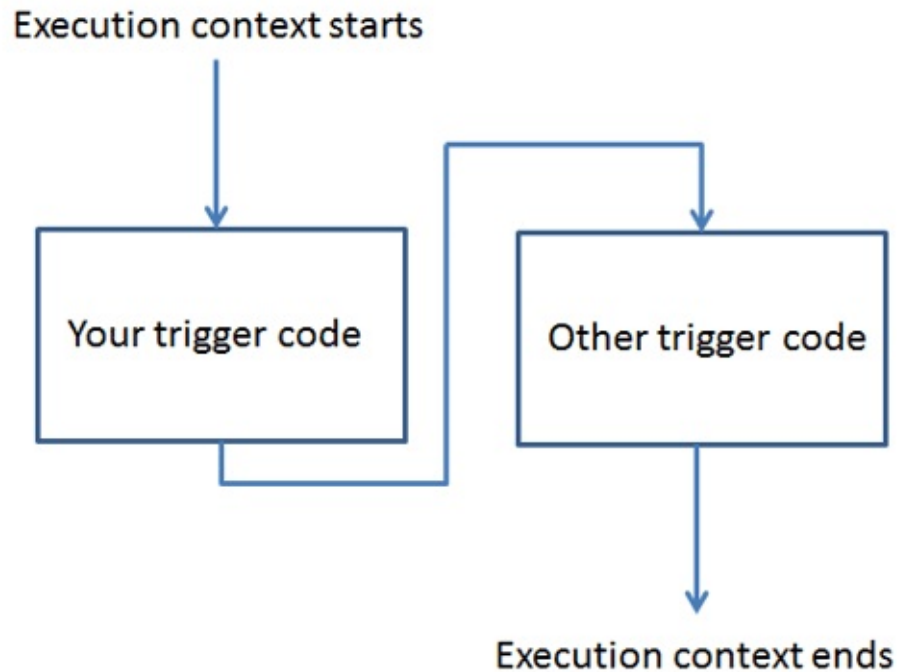 Execution context starts
Your trigger code
Other trigger code
Execution context ends